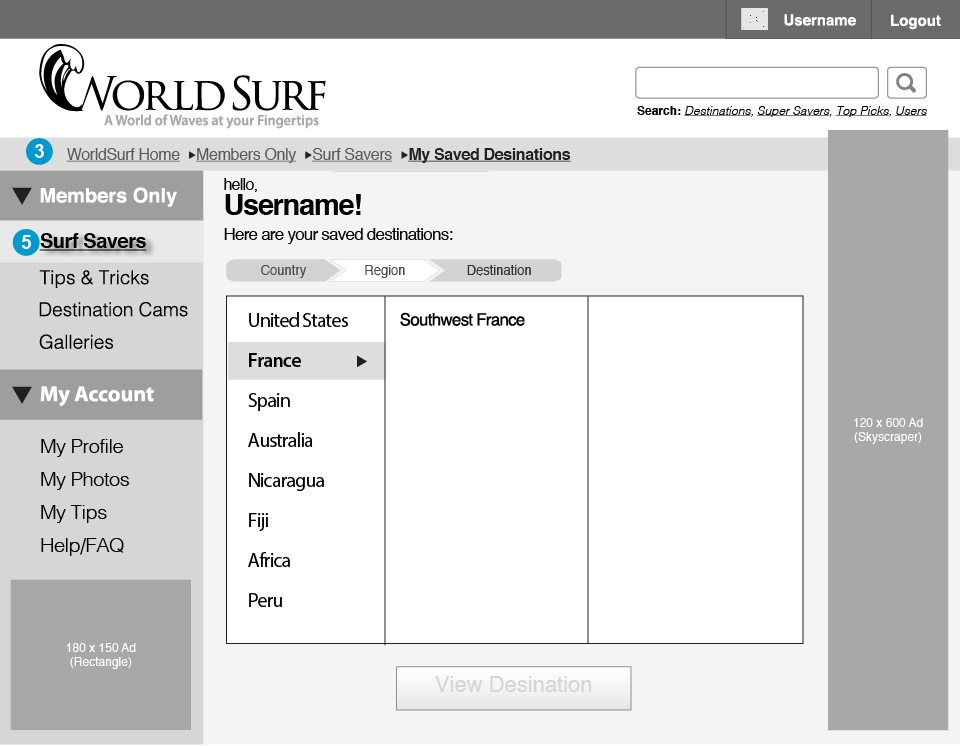 Username Logout
WORLD SURF
A World of Waves at your Fingertips
Search: Destinations, Super Savers, Top Picks, Users
3 WorldSurf Home ▸Members Only ▸Surf Savers ▸My Saved Desinations
▼ Members Only
5 Surf Savers
Tips & Tricks
Destination Cams
Galleries
▼ My Account
My Profile
My Photos
My Tips
Help/FAQ
180 x 150 Ad
(Rectangle)
hello,
Username!
Here are your saved destinations:
Country Region Destination
United States
France ▸
Spain
Australia
Nicaragua
Fiji
Africa
Peru
Southwest France
View Desination
120 x 600 Ad
(Skyscraper)